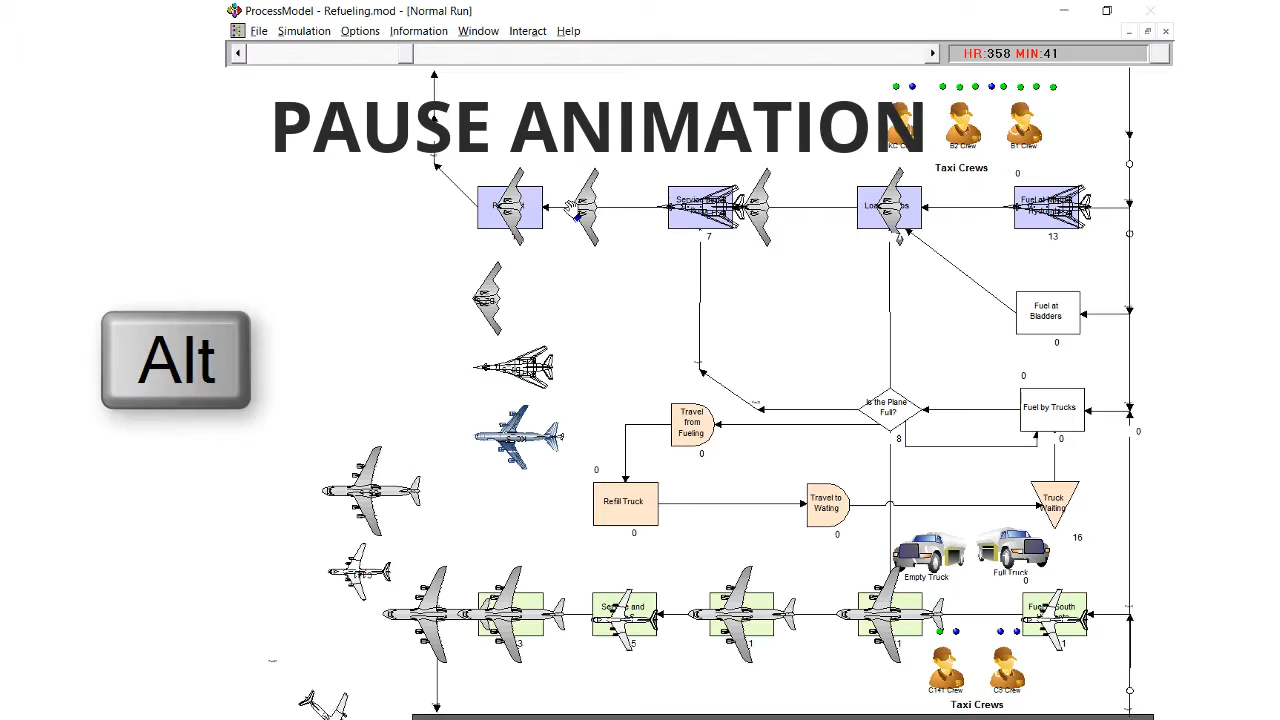 ProcessModel - Refueling.mod - [Normal Run]
File Simulation Options Information Window Interact Help
HR:358 MIN:41
PAUSE ANIMATION
B2 Crew
B1 Crew
Taxi Crews
0
7
13
Alt
Fuel at
Bladders
0
0
Is the Plane
Full?
Fuel by Trucks
Travel
from
Fueling
8
0
0
0
0
Refill Truck
Travel to
Wating
Truck
Waiting
0
0
16
Empty Truck
Full Truck
0
C141 Crew
C5 Crew
Taxi Crews